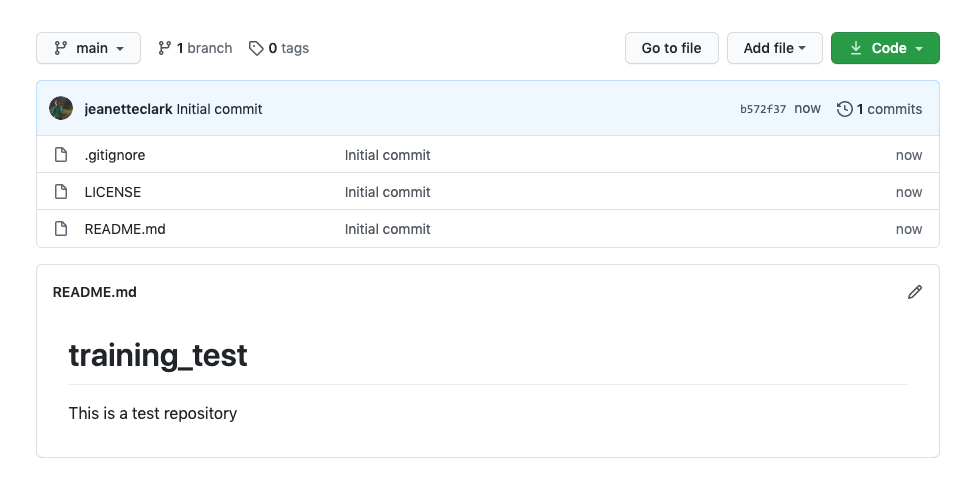 main 1 branch 0 tags Go to file Add file Code
jeanetteclark Initial commit b572f37 now 1 commits
.gitignore Initial commit now
LICENSE Initial commit now
README.md Initial commit now
README.md
training_test
This is a test repository